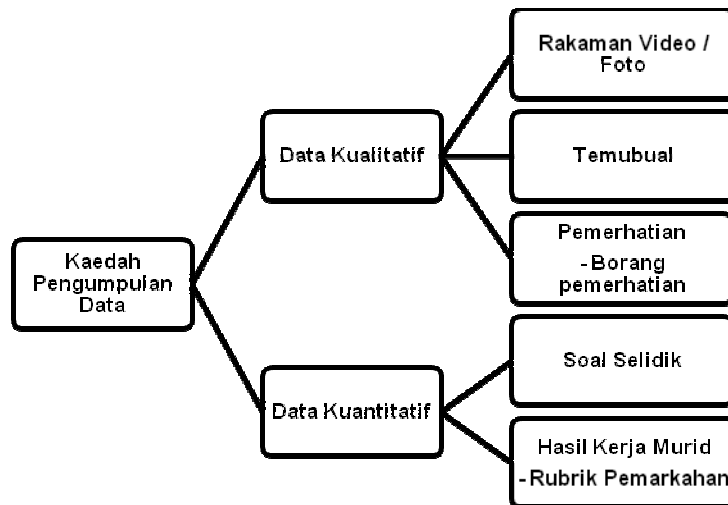 Kaedah
Pengumpulan
Data
Data Kualitatif
Rakaman Video /
Foto
Temubual
Pemerhatian
-Borang
pemerhatian
Data Kuantitatif
Soal Selidik
Hasil Kerja Murid
-Rubrik Pemarkahan